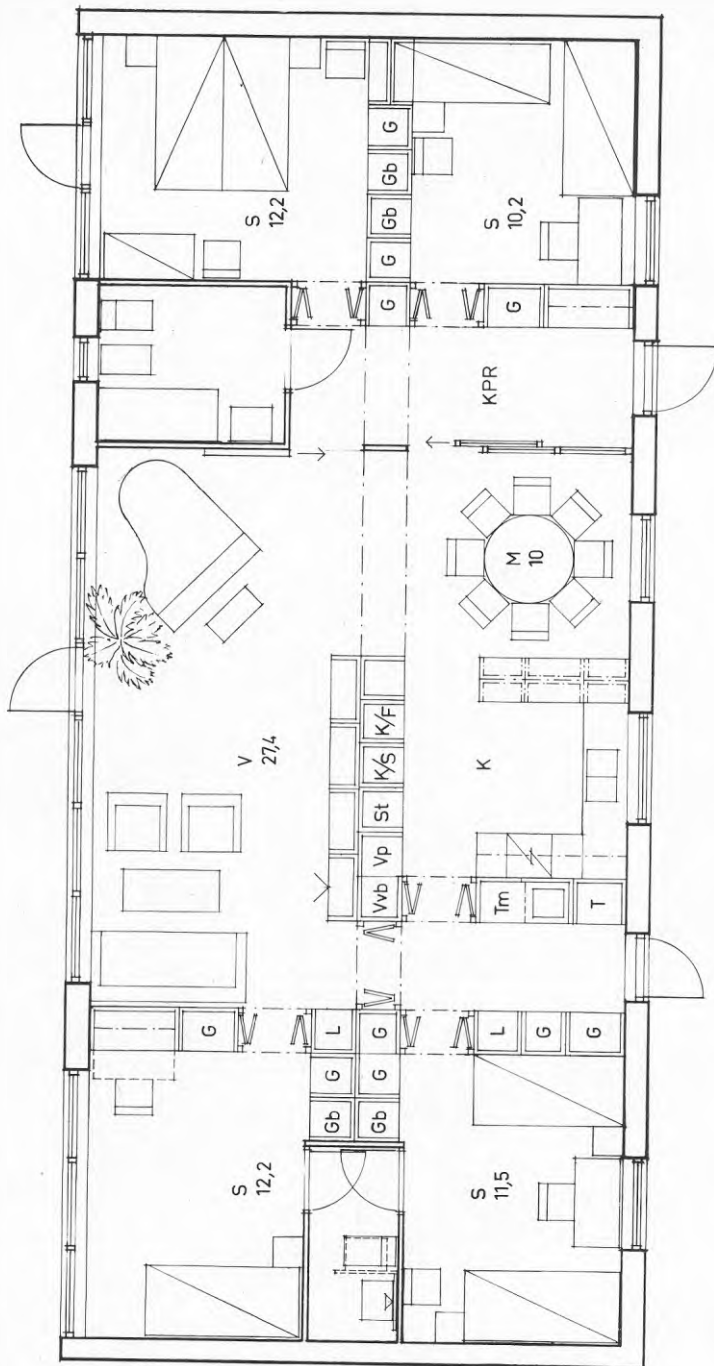 G
S
12,2
V
27,4
S
12,2
Gb G L
Gb G G Vvb Vp St K/S K/F G G Gb Gb G
S
11,5
L
Tm
K
M
10
KPR
G
S
10,2
G
G
T